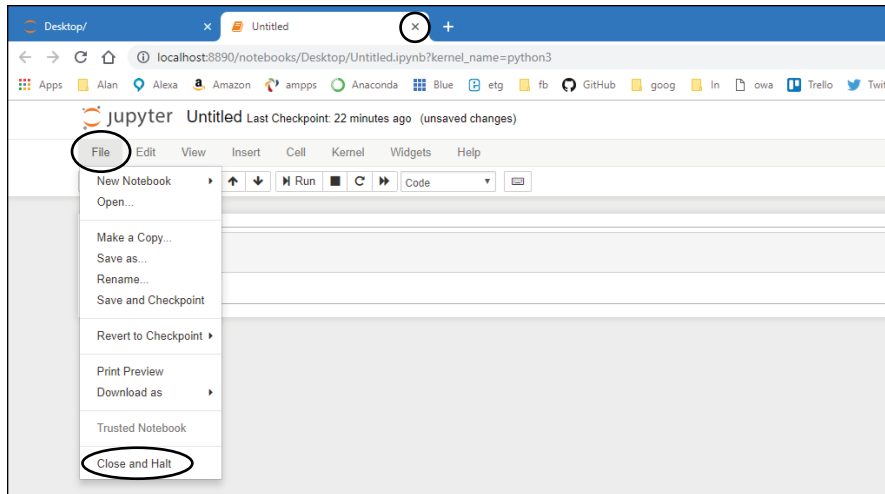 Desktop/ × Untitled × +
localhost:8890/notebooks/Desktop/Untitled.ipynb?kernel_name=python3
Apps Alan Alexa Amazon ampps Anaconda Blue etg fb GitHub goog In owa Trello Twit
jupyter Untitled Last Checkpoint: 22 minutes ago (unsaved changes)
File Edit View Insert Cell Kernel Widgets Help
New Notebook Run Code
Open...
Make a Copy...
Save as...
Rename...
Save and Checkpoint
Revert to Checkpoint
Print Preview
Download as
Trusted Notebook
Close and Halt